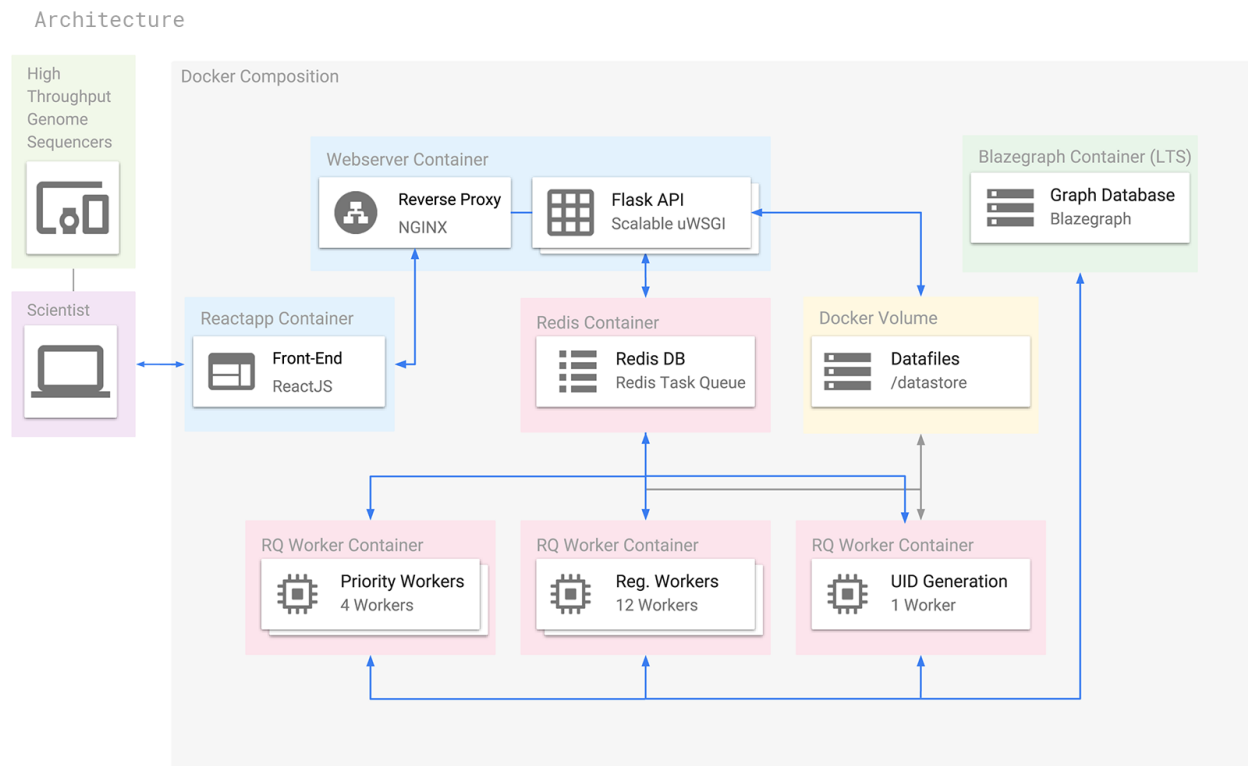 Architecture
High
Throughput
Genome
Sequencers
Scientist
Docker Composition
Webserver Container
Reverse Proxy
NGINX
Flask API
Scalable uWSGI
Blazegraph Container (LTS)
Graph Database
Blazegraph
Reactapp Container
Front-End
ReactJS
Redis Container
Redis DB
Redis Task Queue
Docker Volume
Datafiles
/datastore
RQ Worker Container
Priority Workers
4 Workers
RQ Worker Container
Reg. Workers
12 Workers
RQ Worker Container
UID Generation
1 Worker